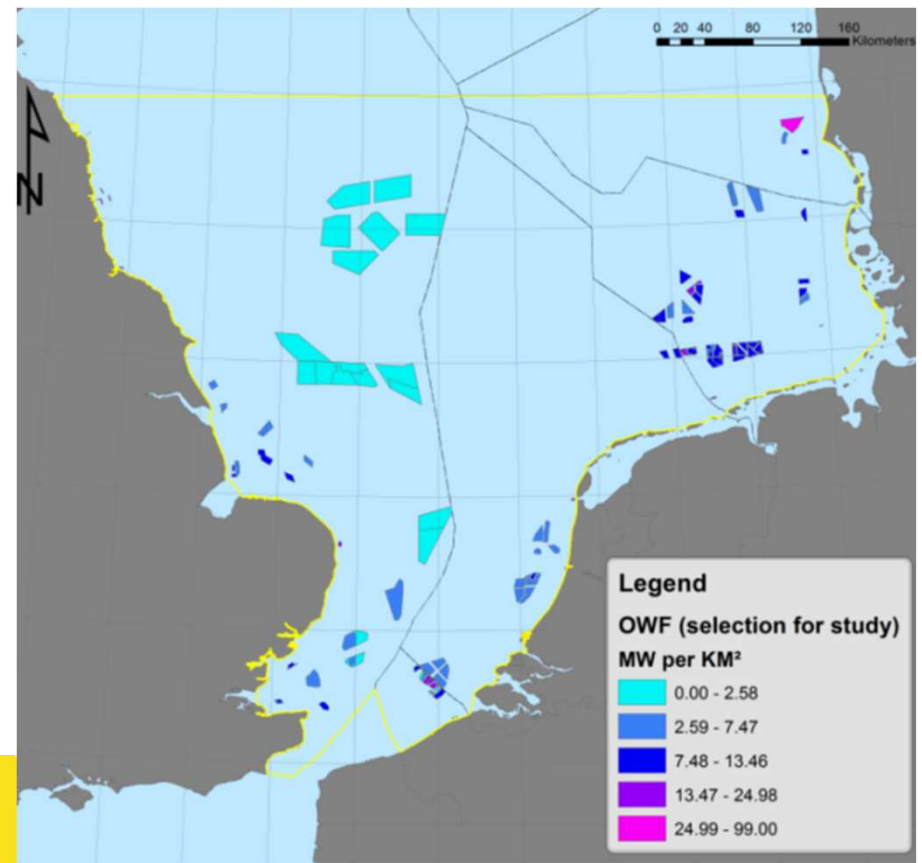 0 20 40 80 120 160
Kilometers
N
Legend
OWF (selection for study)
MW per KM²
0.00 - 2.58
2.59 - 7.47
7.48 - 13.46
13.47 - 24.98
24.99 - 99.00